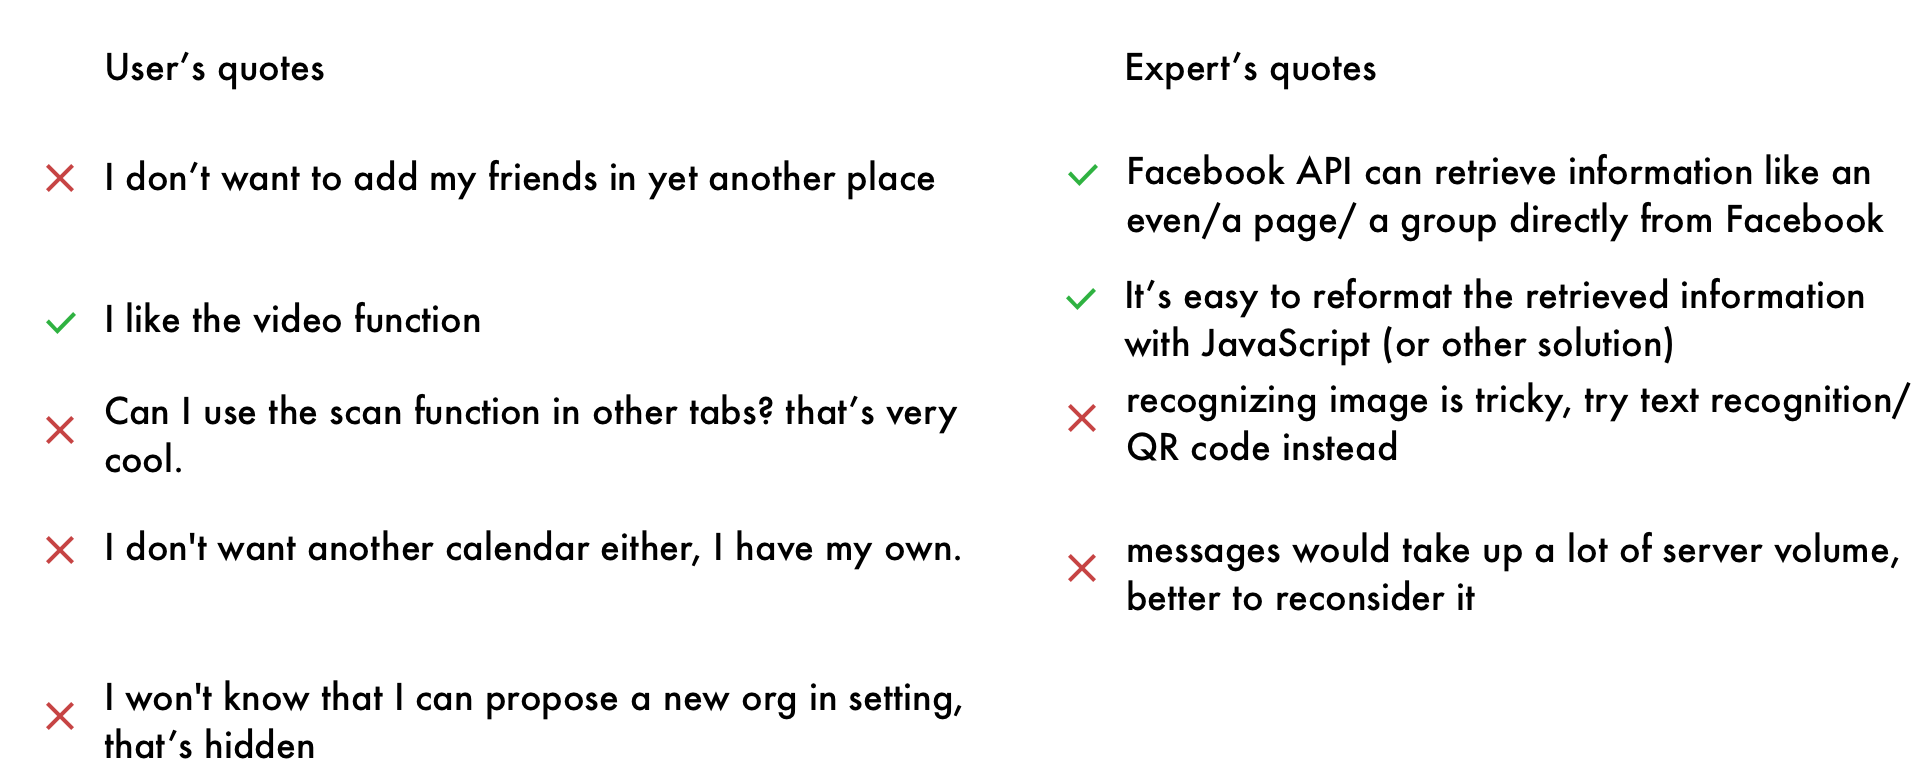 User’s quotes
I don’t want to add my friends in yet another place
I like the video function
Can I use the scan function in other tabs? that’s very
cool.
I don't want another calendar either, I have my own.
I won't know that I can propose a new org in setting,
that’s hidden
Expert’s quotes
Facebook API can retrieve information like an
even/a page/ a group directly from Facebook
It’s easy to reformat the retrieved information
with JavaScript (or other solution)
recognizing image is tricky, try text recognition/
QR code instead
messages would take up a lot of server volume,
better to reconsider it